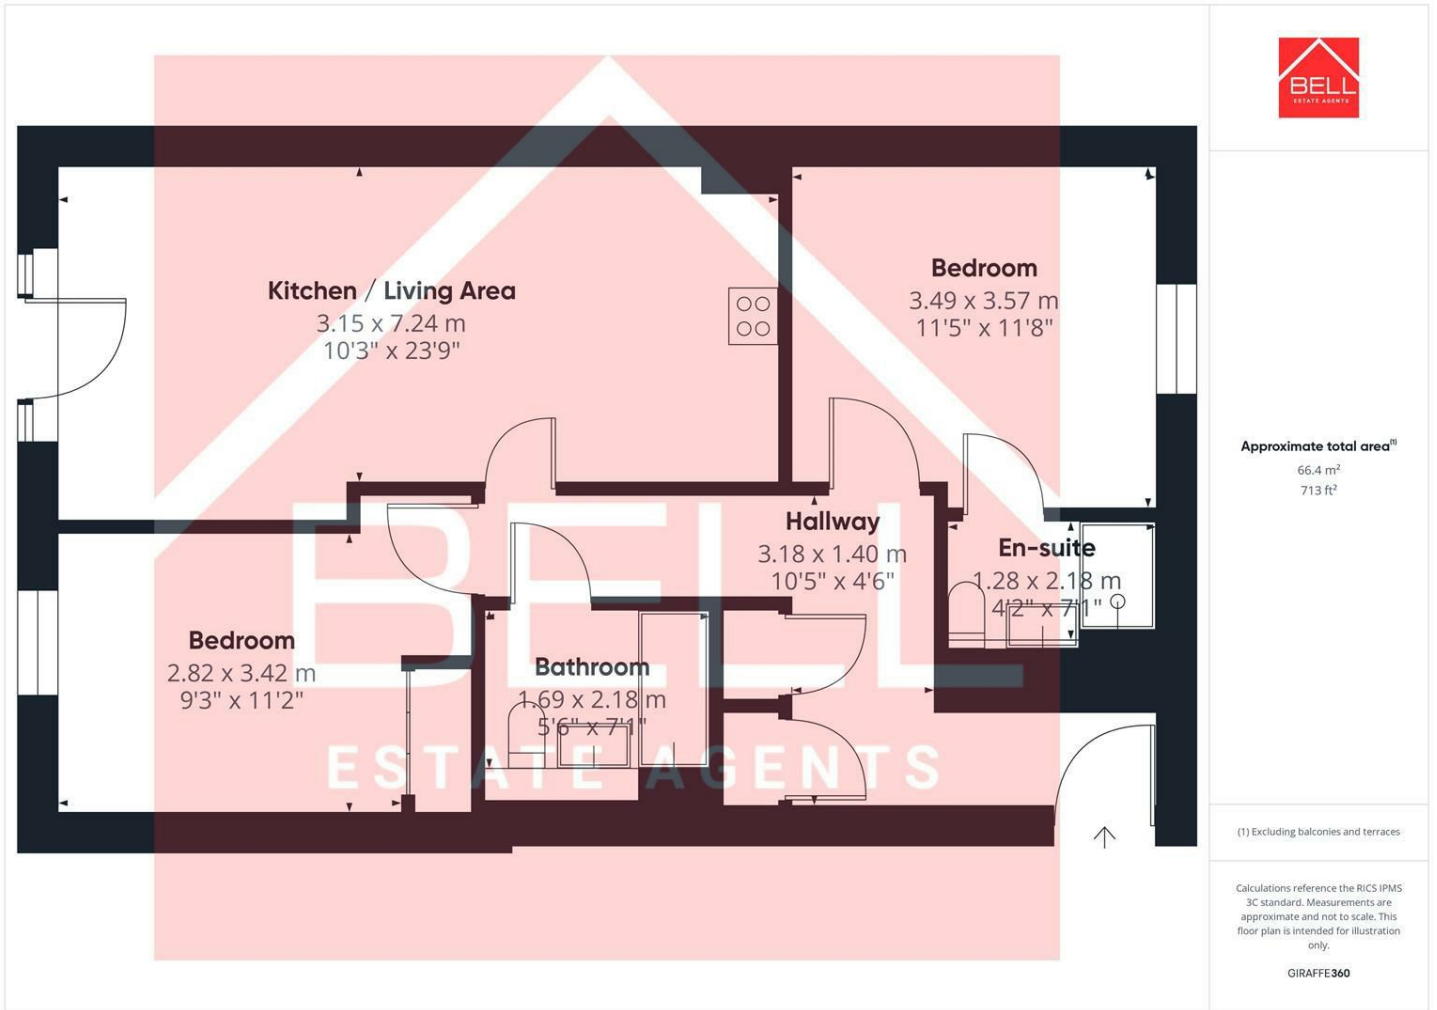 BELL
ESTATE AGENTS
Kitchen / Living Area
3.15 x 7.24 m
10'3" x 23'9"
Bedroom
3.49 x 3.57 m
11'5" x 11'8"
Hallway
3.18 x 1.40 m
10'5" x 4'6"
En-suite
1.28 x 2.18 m
4'2" x 7'1"
Bedroom
2.82 x 3.42 m
9'3" x 11'2"
Bathroom
1.69 x 2.18 m
5'6" x 7'1"
BELL
ESTATE AGENTS
Approximate total area(1)
66.4 m²
713 ft²
(1) Excluding balconies and terraces
Calculations reference the RICS IPMS
3C standard. Measurements are
approximate and not to scale. This
floor plan is intended for illustration
only.
GIRAFFE360